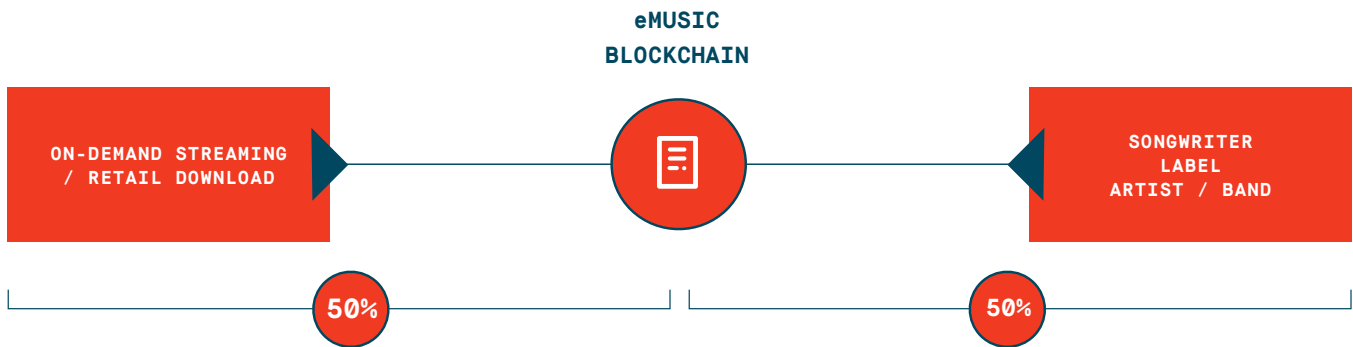 eMUSIC
BLOCKCHAIN
ON-DEMAND STREAMING
/ RETAIL DOWNLOAD
SONGWRITER
LABEL
ARTIST / BAND
50%
50%